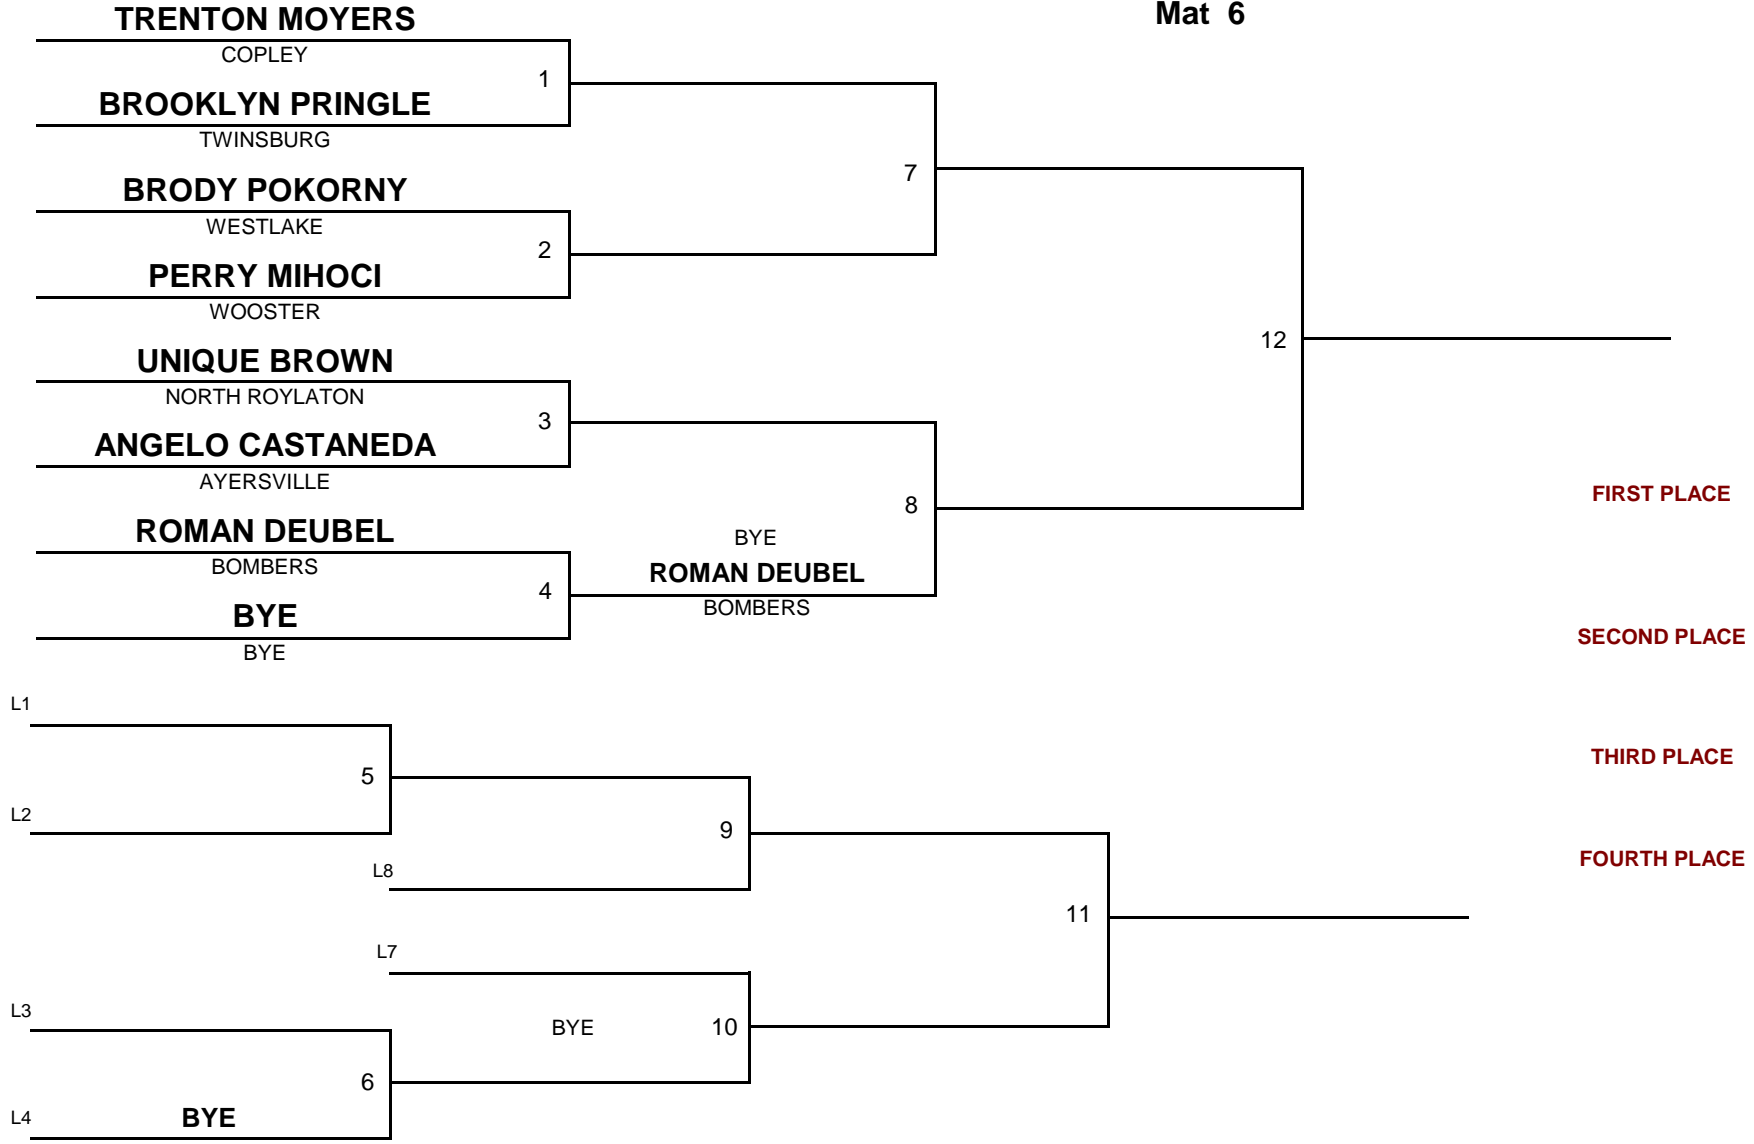 Mat 6
TRENTON MOYERS
COPLEY
1
BROOKLYN PRINGLE
TWINSBURG
7
BRODY POKORNY
WESTLAKE
2
PERRY MIHOCI
WOOSTER
12
UNIQUE BROWN
NORTH ROYLATON
3
ANGELO CASTANEDA
AYERSVILLE
8
FIRST PLACE
ROMAN DEUBEL
BOMBERS
4
BYE
ROMAN DEUBEL
BOMBERS
BYE
BYE
SECOND PLACE
L1
5
THIRD PLACE
L2
9
L8
FOURTH PLACE
11
L7
L3
BYE
10
6
L4
BYE